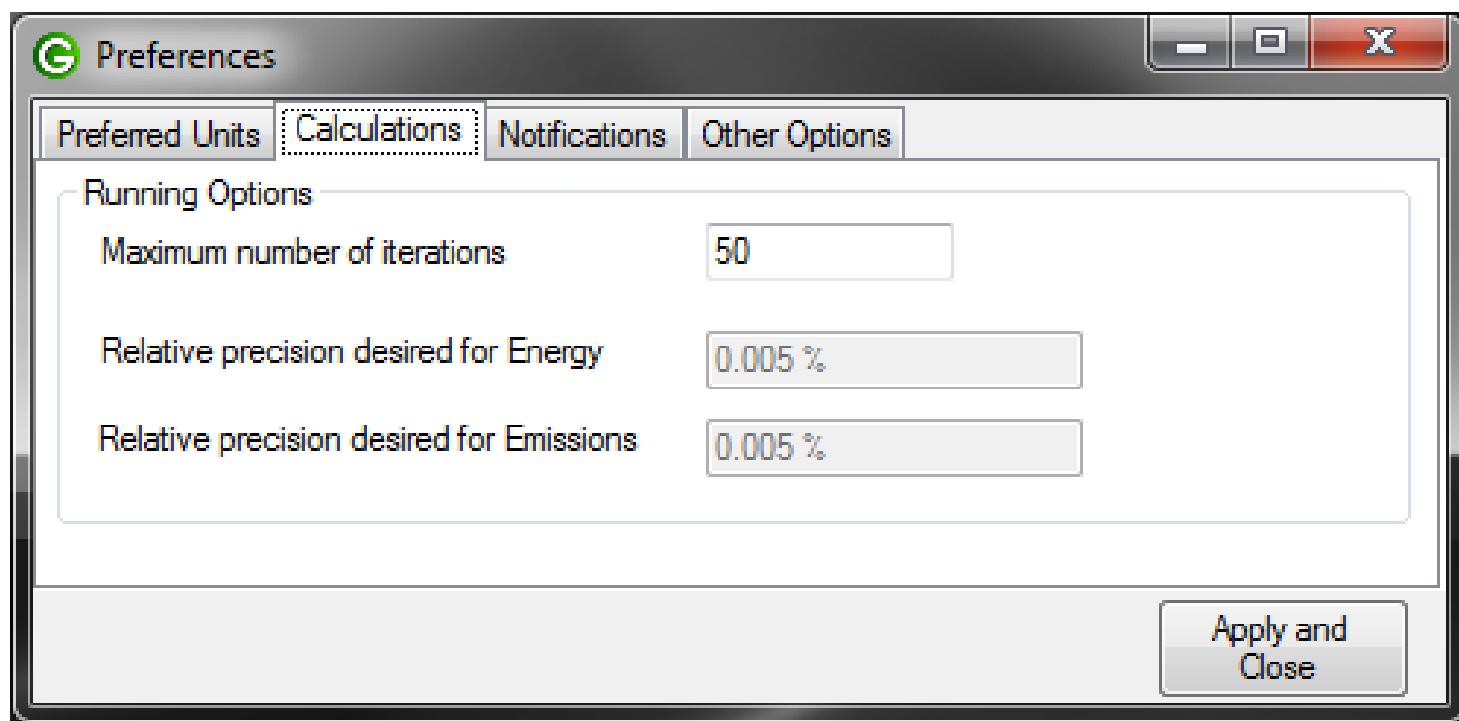 Preferences
Preferred Units Calculations Notifications Other Options
Running Options
Maximum number of iterations 50
Relative precision desired for Energy 0.005 %
Relative precision desired for Emissions 0.005 %
Apply and
Close